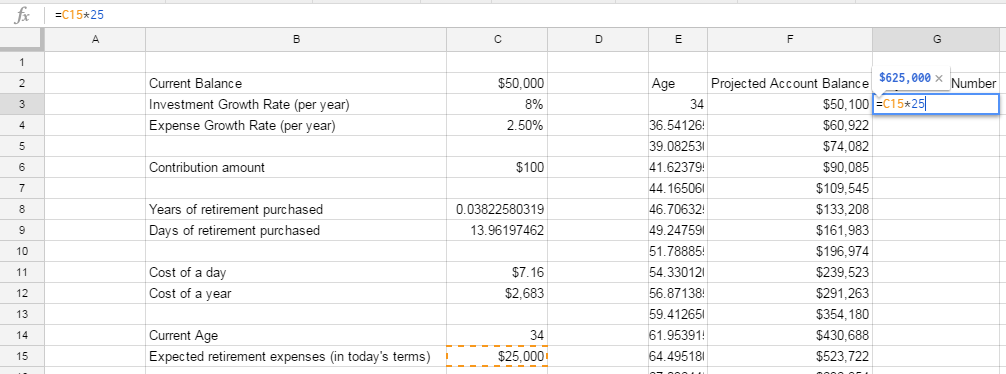 fx =C15*25
A B C D E F G
1
2 Current Balance $50,000 Age Projected Account Balance $625,000 × Number
3 Investment Growth Rate (per year) 8% 34 $50,100 =C15*25
4 Expense Growth Rate (per year) 2.50% 36.54126 $60,922
5 39.08253 $74,082
6 Contribution amount $100 41.62379 $90,085
7 44.16506 $109,545
8 Years of retirement purchased 0.03822580319 46.70632 $133,208
9 Days of retirement purchased 13.96197462 49.24759 $161,983
10 51.78885 $196,974
11 Cost of a day $7.16 54.33012 $239,523
12 Cost of a year $2,683 56.87138 $291,263
13 59.41265 $354,180
14 Current Age 34 61.95391 $430,688
15 Expected retirement expenses (in today's terms) $25,000 64.49518 $523,722